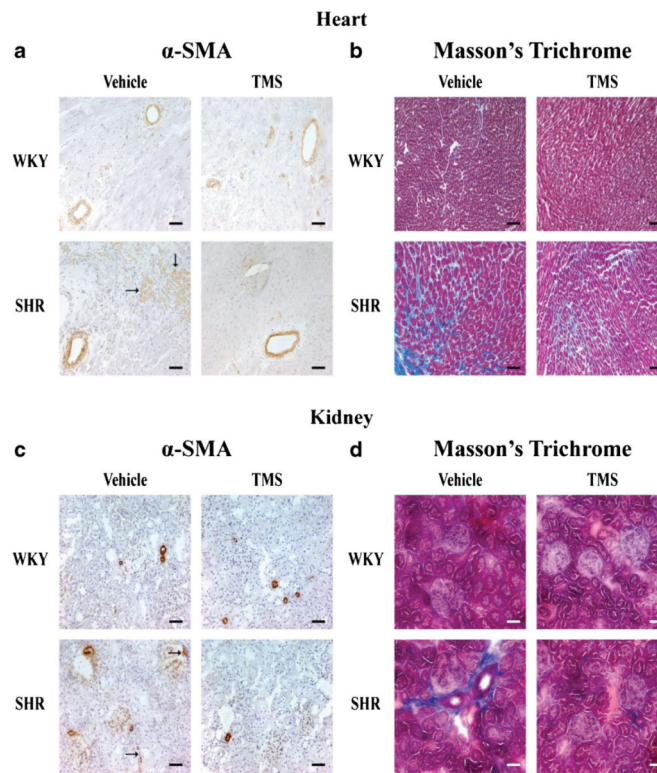 Heart
a α-SMA b Masson's Trichrome
Vehicle TMS Vehicle TMS
WKY WKY
SHR SHR
Kidney
c α-SMA d Masson's Trichrome
Vehicle TMS Vehicle TMS
WKY WKY
SHR SHR